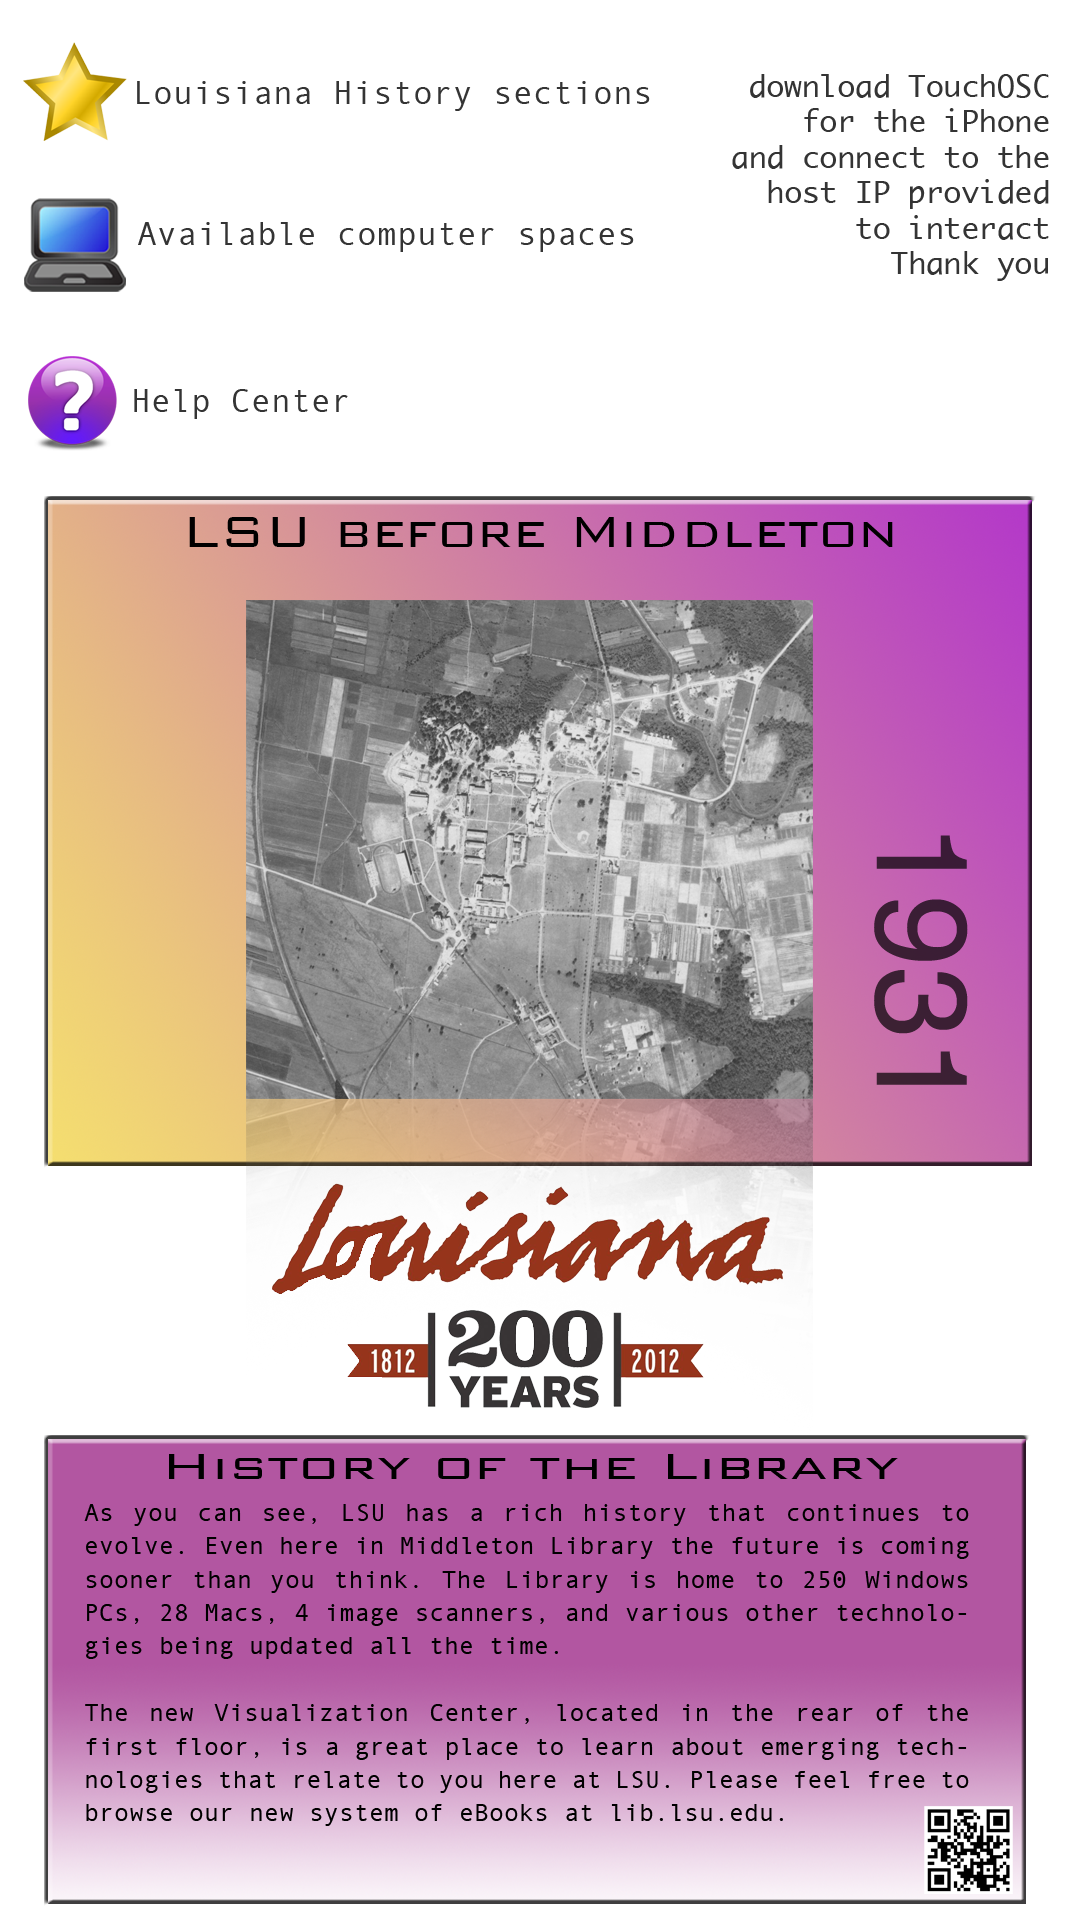 Louisiana History sections
download TouchOSC
for the iPhone
and connect to the
host IP provided
to interact
Thank you
Available computer spaces
?
Help Center
LSU before Middleton
1931
Louisiana
1812
200
YEARS
2012
History of the Library
As you can see, LSU has a rich history that continues to
evolve. Even here in Middleton Library the future is coming
sooner than you think. The Library is home to 250 Windows
PCs, 28 Macs, 4 image scanners, and various other technolo-
gies being updated all the time.
The new Visualization Center, located in the rear of the
first floor, is a great place to learn about emerging tech-
nologies that relate to you here at LSU. Please feel free to
browse our new system of eBooks at lib.lsu.edu.